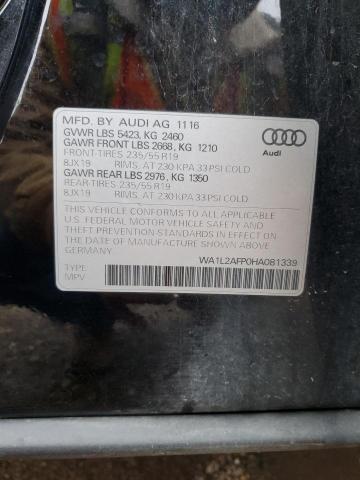 MFD. BY AUDI AG 11 16
GVWR LBS 5423, KG 2460
GAWR FRONT LBS 2668, KG 1210
FRONT-TIRES 235/55 R19
8JX19 RIMS, AT 230 KPA 33 PSI COLD
GAWR REAR LBS 2976, KG 1350
REAR-TIRES 235/55 R19
8JX19 RIMS, AT 230 KPA 33 PSI COLD
THIS VEHICLE CONFORMS TO ALL APPLICABLE
U.S. FEDERAL MOTOR VEHICLE SAFETY AND
THEFT PREVENTION STANDARDS IN EFFECT ON
THE DATE OF MANUFACTURE SHOWN ABOVE
GERMANY
Audi
WA1L2AFP0HA081339
TYPE:
MPV